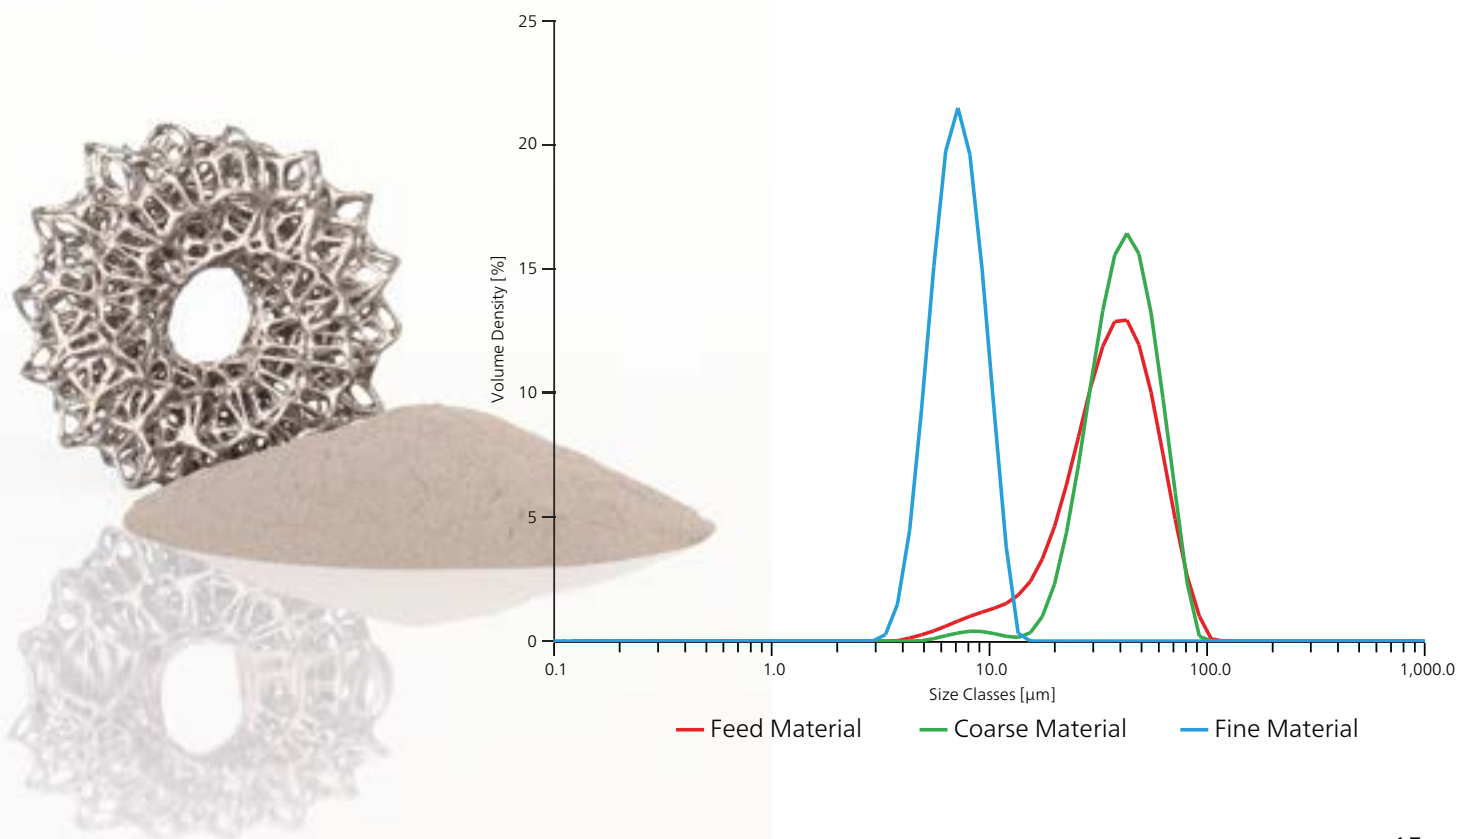 25
20
15
10
5
0
Volume Density [%]
0.1 1.0 10.0 100.0 1,000.0
Size Classes [µm]
Feed Material Coarse Material Fine Material